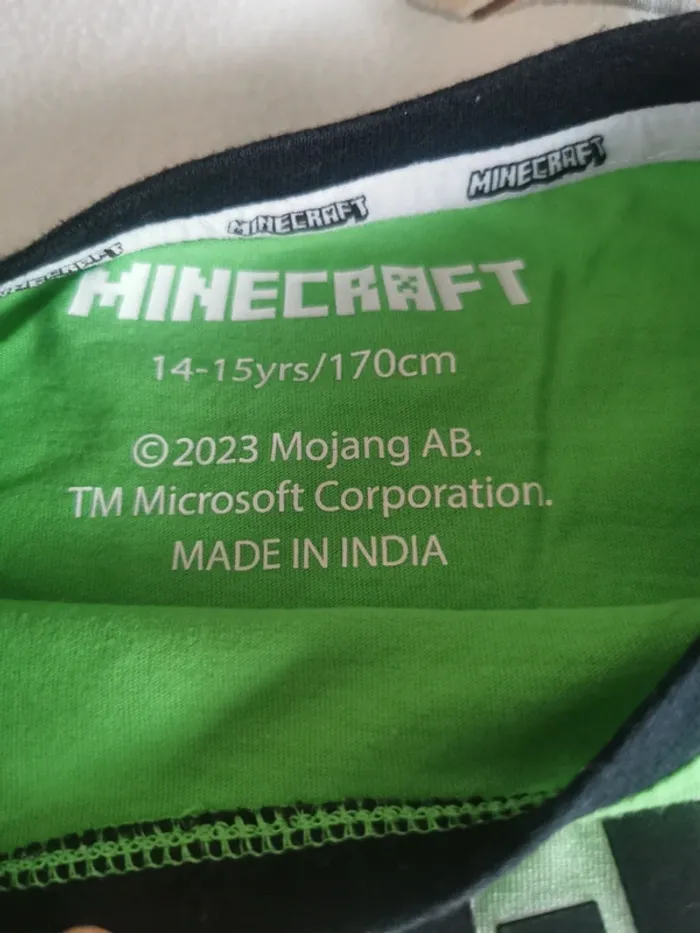 MINECRAFT
MINECRAFT
MINECRAFT
MINECRAFT
14-15yrs/170cm
©2023 Mojang AB.
TM Microsoft Corporation.
MADE IN INDIA